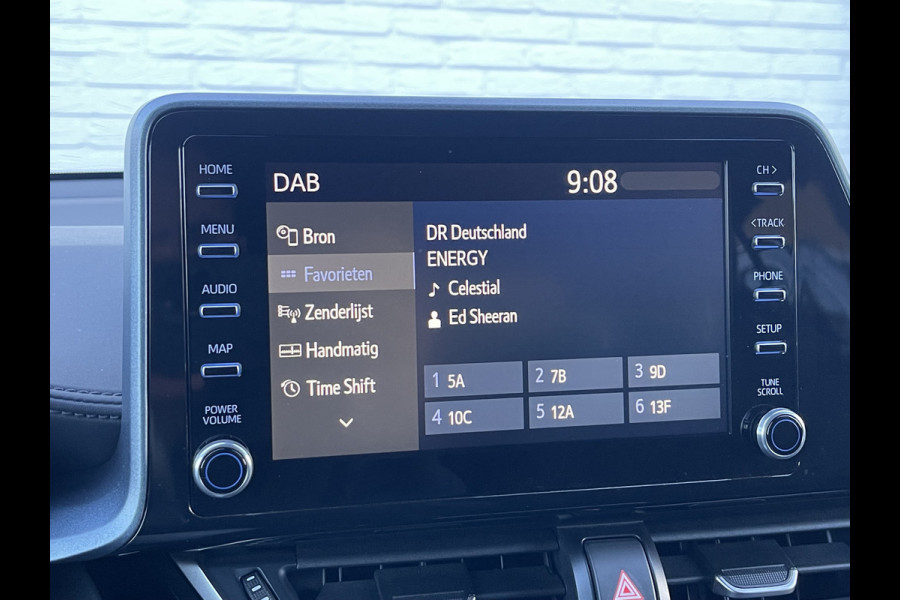 HOME
MENU
AUDIO
MAP
POWER
VOLUME
DAB
9:08
Bron
Favorieten
Zenderlijst
Handmatig
Time Shift
DR Deutschland
ENERGY
Celestial
Ed Sheeran
1 5A
2 7B
3 9D
4 10C
5 12A
6 13F
CH >
< TRACK
PHONE
SETUP
TUNE
SCROLL